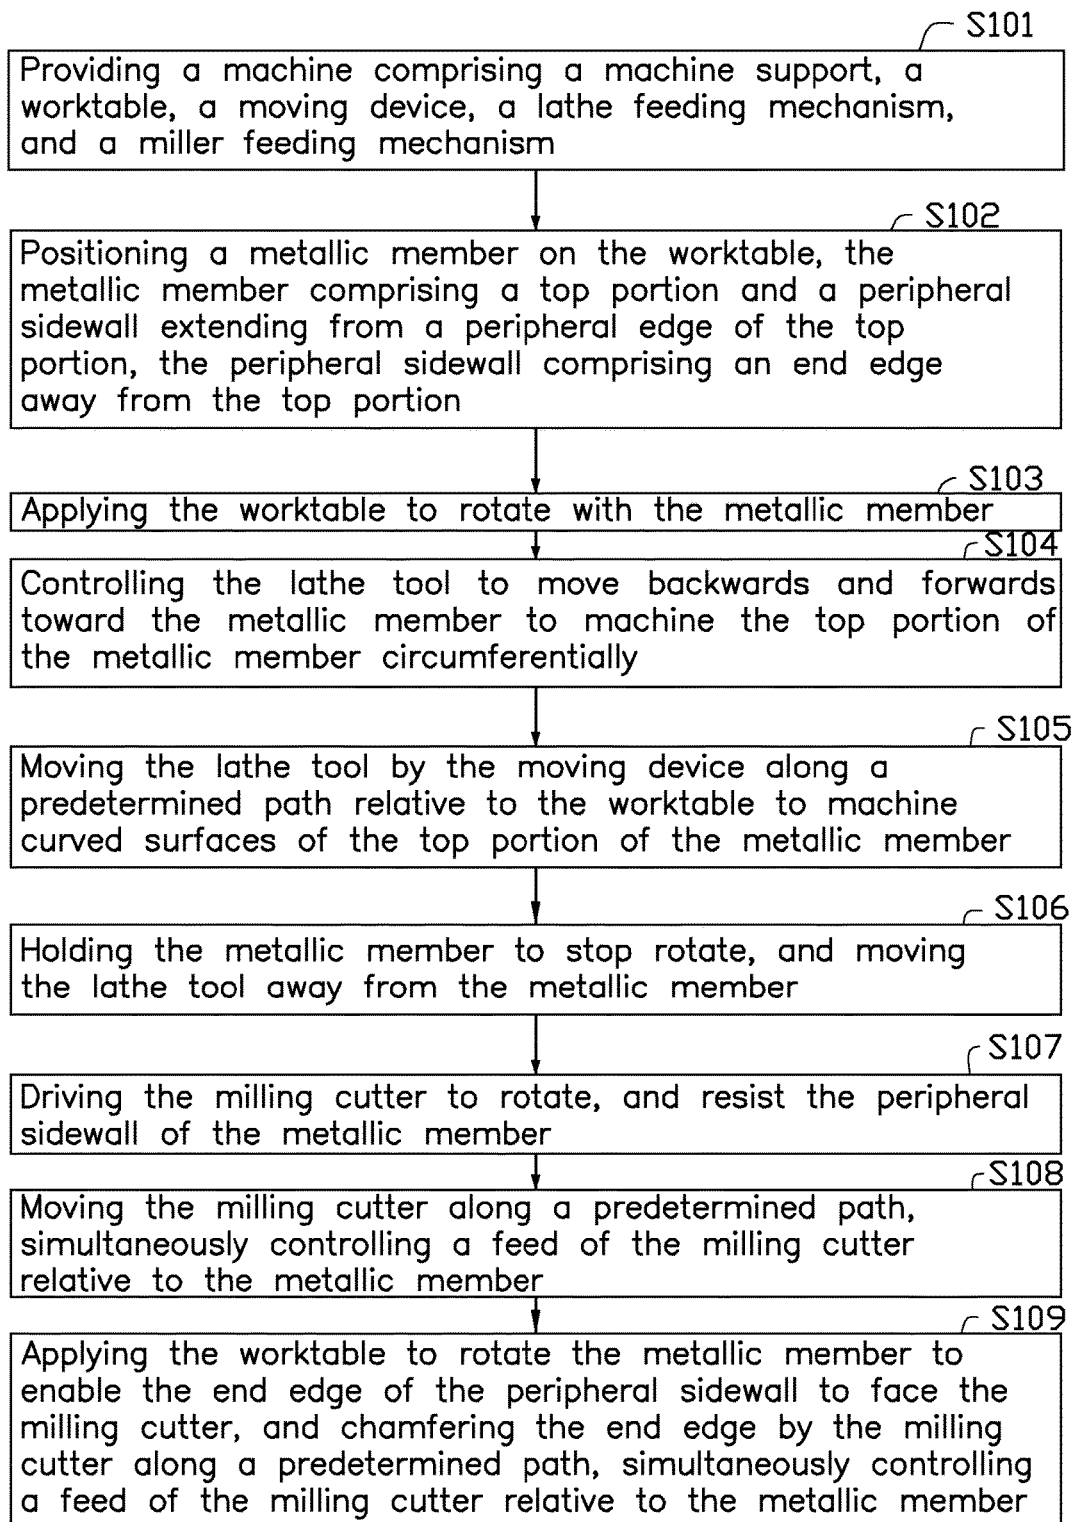 S101
Providing a machine comprising a machine support, a
worktable, a moving device, a lathe feeding mechanism,
and a miller feeding mechanism
S102
Positioning a metallic member on the worktable, the
metallic member comprising a top portion and a peripheral
sidewall extending from a peripheral edge of the top
portion, the peripheral sidewall comprising an end edge
away from the top portion
S103
Applying the worktable to rotate with the metallic member
S104
Controlling the lathe tool to move backwards and forwards
toward the metallic member to machine the top portion of
the metallic member circumferentially
S105
Moving the lathe tool by the moving device along a
predetermined path relative to the worktable to machine
curved surfaces of the top portion of the metallic member
S106
Holding the metallic member to stop rotate, and moving
the lathe tool away from the metallic member
S107
Driving the milling cutter to rotate, and resist the peripheral
sidewall of the metallic member
S108
Moving the milling cutter along a predetermined path,
simultaneously controlling a feed of the milling cutter
relative to the metallic member
S109
Applying the worktable to rotate the metallic member to
enable the end edge of the peripheral sidewall to face the
milling cutter, and chamfering the end edge by the milling
cutter along a predetermined path, simultaneously controlling
a feed of the milling cutter relative to the metallic member